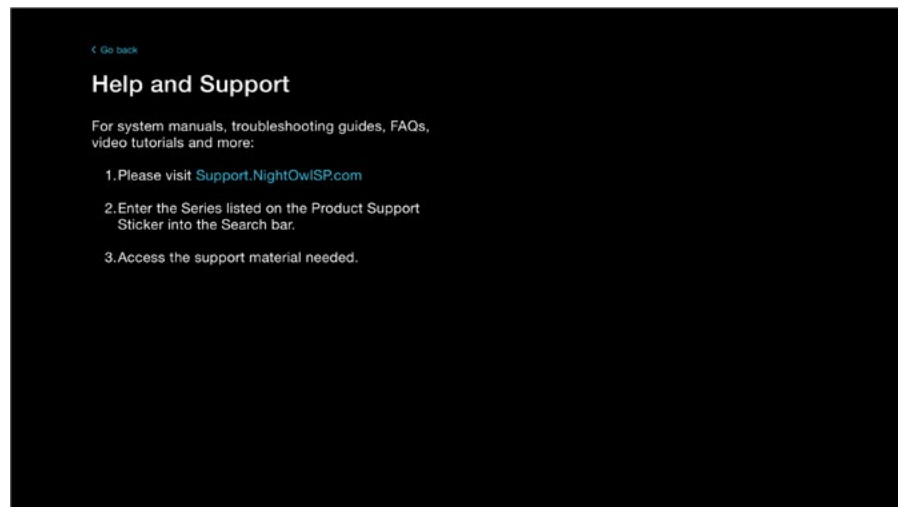 < Go back
Help and Support
For system manuals, troubleshooting guides, FAQs,
video tutorials and more:
1.Please visit Support.NightOwlSP.com
2.Enter the Series listed on the Product Support
Sticker into the Search bar.
3.Access the support material needed.